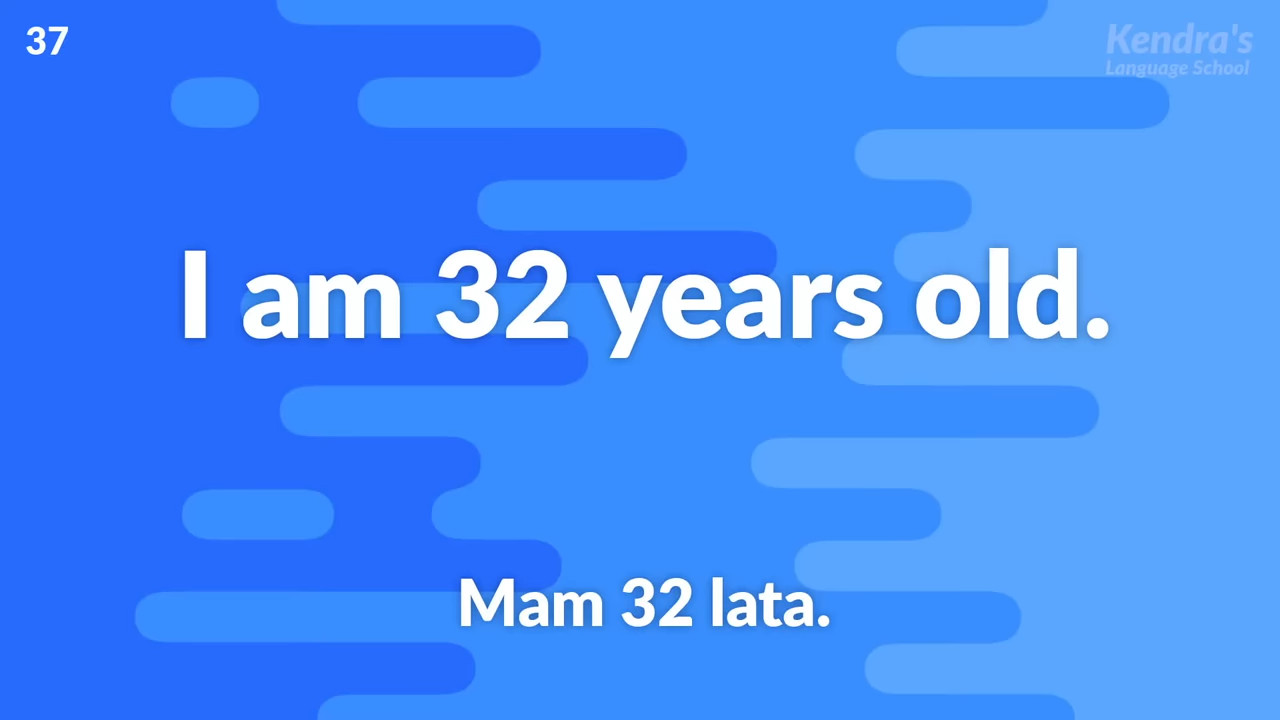 37
Kendra's
Language School
I am 32 years old.
Mam 32 lata.